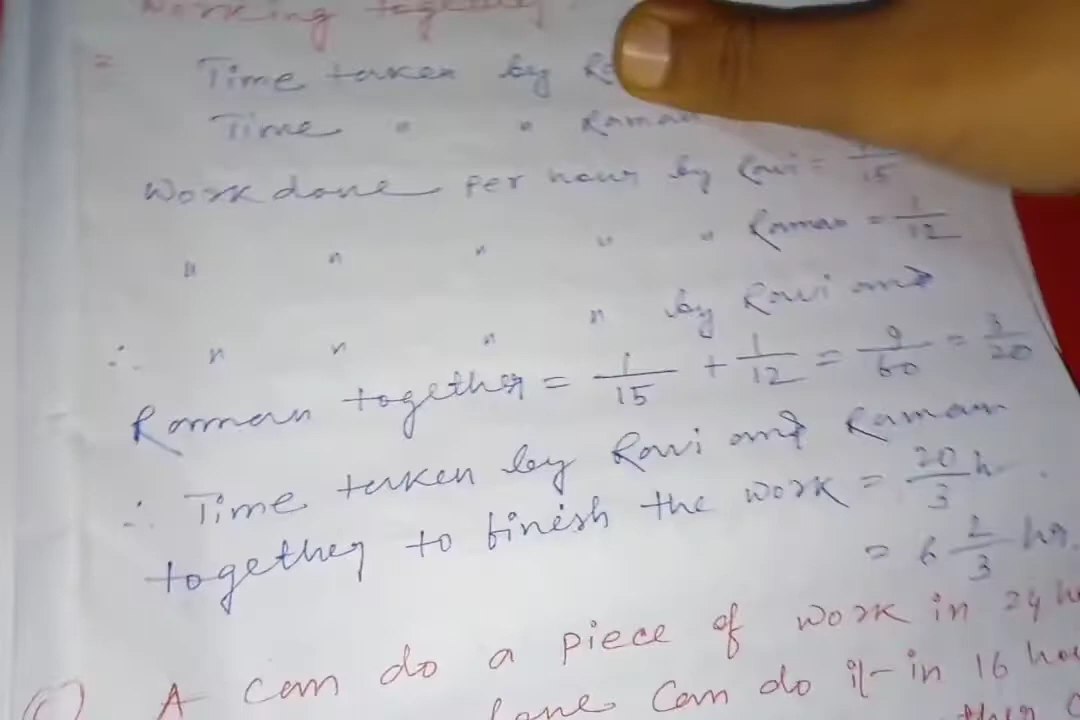 working together.
= Time taken by
Time " " Raman
Work done per hour by Ravi = 1/15
" " " " Raman = 1/12
∴ " " " " by Ravi and
Raman together = 1/15 + 1/12 = 9/60 = 3/20
∴ Time taken by Ravi and Raman
together to finish the work = 20/3 h.
= 6 2/3 hr.
A can do a piece of work in 24
can do it in 16